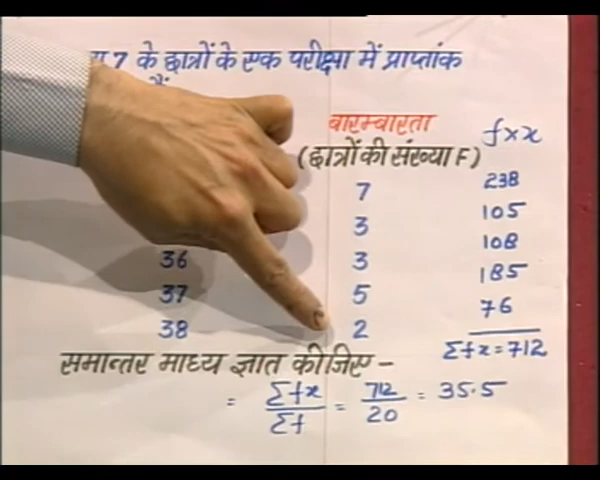 7 के छात्रों के एक परीक्षा में प्राप्तांक
हैं
बारम्बारता f×x
(छात्रों की संख्या F)
7 238
3 105
36 3 108
37 5 185
38 2 76
समान्तर माध्य ज्ञात कीजिए - Σfx=712
= Σfx/Σf = 712/20 = 35.5